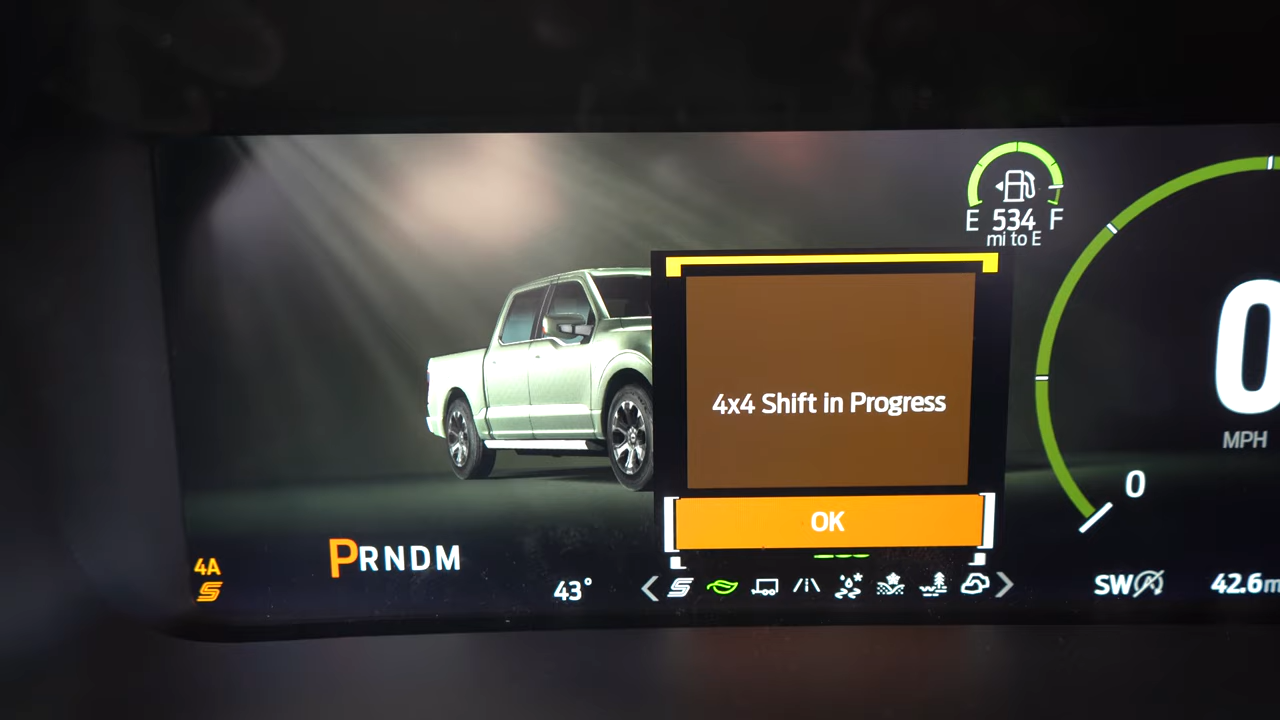 E 534 F
mi to E
4x4 Shift in Progress
OK
0
MPH
0
4A
PRNDM
43°
SW
42.6m